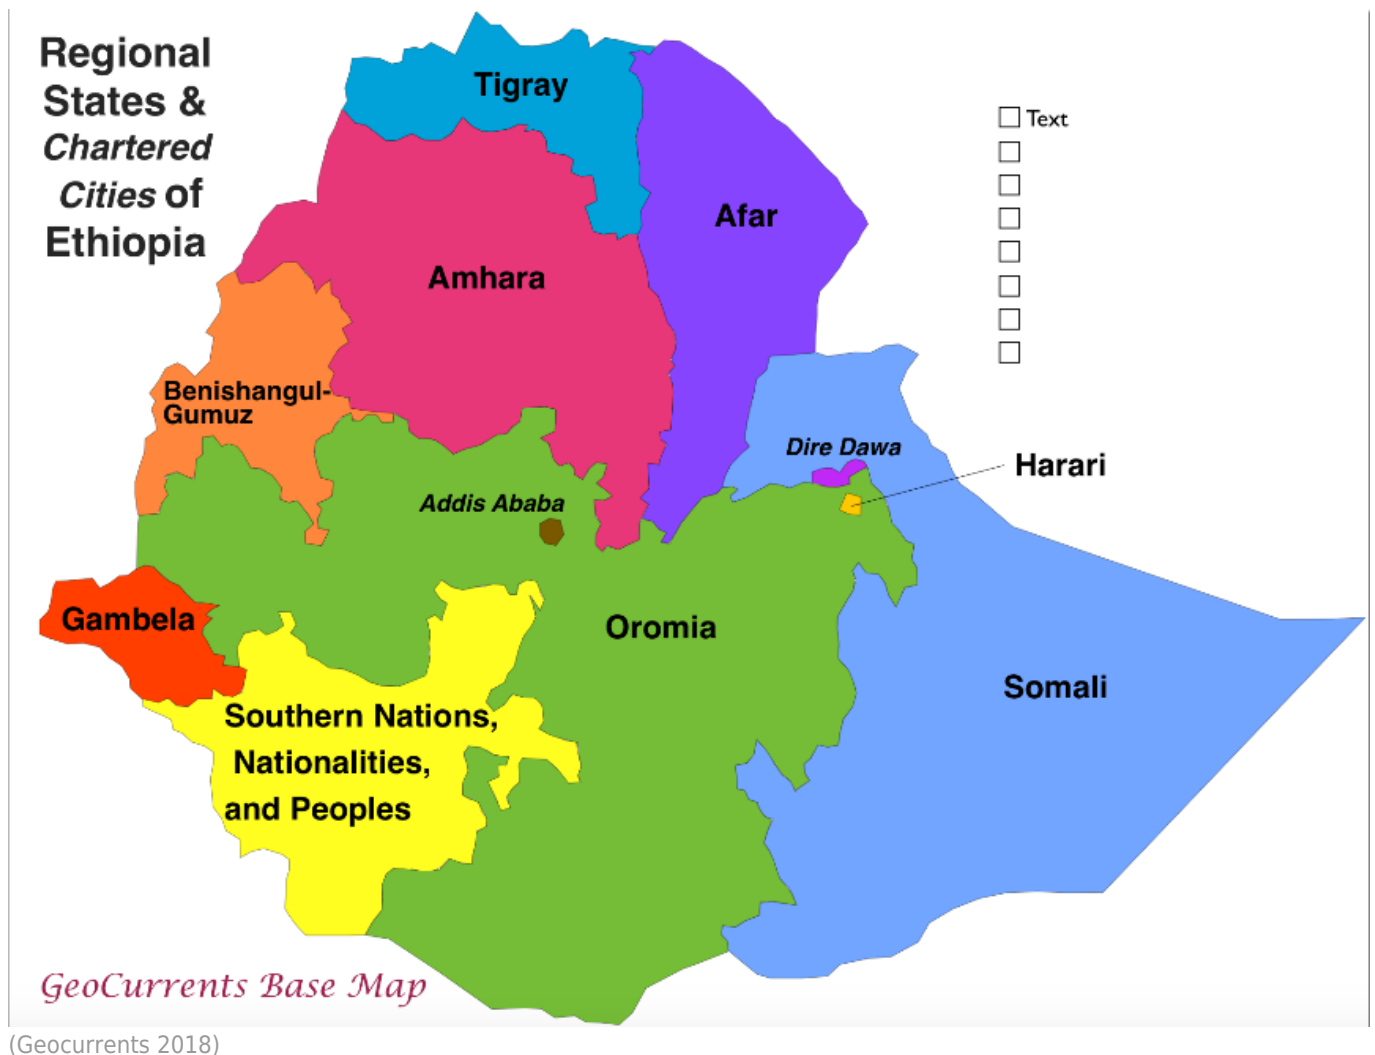 Regional
States &
Chartered
Cities of
Ethiopia
Tigray
Text
Afar
Amhara
Benishangul-
Gumuz
Dire Dawa
Harari
Addis Ababa
Gambela
Oromia
Somali
Southern Nations,
Nationalities,
and Peoples
GeoCurrents Base Map
(Geocurrents 2018)